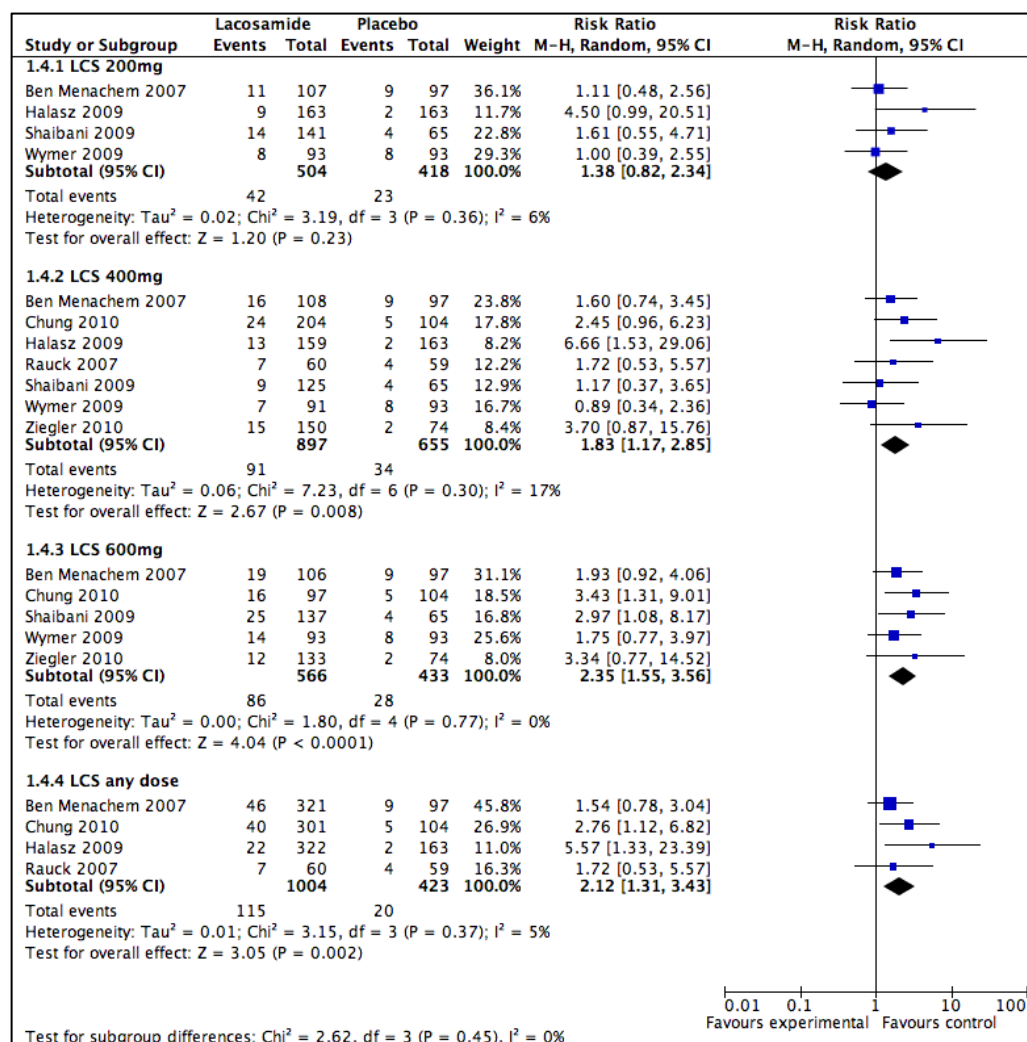 Lacosamide Placebo Risk Ratio Risk Ratio
Study or Subgroup Events Total Events Total Weight M-H, Random, 95% CI M-H, Random, 95% CI
1.4.1 LCS 200mg
Ben Menachem 2007 11 107 9 97 36.1% 1.11 [0.48, 2.56]
Halasz 2009 9 163 2 163 11.7% 4.50 [0.99, 20.51]
Shaibani 2009 14 141 4 65 22.8% 1.61 [0.55, 4.71]
Wymer 2009 8 93 8 93 29.3% 1.00 [0.39, 2.55]
Subtotal (95% CI) 504 418 100.0% 1.38 [0.82, 2.34]
Total events 42 23
Heterogeneity: Tau² = 0.02; Chi² = 3.19, df = 3 (P = 0.36); I² = 6%
Test for overall effect: Z = 1.20 (P = 0.23)
1.4.2 LCS 400mg
Ben Menachem 2007 16 108 9 97 23.8% 1.60 [0.74, 3.45]
Chung 2010 24 204 5 104 17.8% 2.45 [0.96, 6.23]
Halasz 2009 13 159 2 163 8.2% 6.66 [1.53, 29.06]
Rauck 2007 7 60 4 59 12.2% 1.72 [0.53, 5.57]
Shaibani 2009 9 125 4 65 12.9% 1.17 [0.37, 3.65]
Wymer 2009 7 91 8 93 16.7% 0.89 [0.34, 2.36]
Ziegler 2010 15 150 2 74 8.4% 3.70 [0.87, 15.76]
Subtotal (95% CI) 897 655 100.0% 1.83 [1.17, 2.85]
Total events 91 34
Heterogeneity: Tau² = 0.06; Chi² = 7.23, df = 6 (P = 0.30); I² = 17%
Test for overall effect: Z = 2.67 (P = 0.008)
1.4.3 LCS 600mg
Ben Menachem 2007 19 106 9 97 31.1% 1.93 [0.92, 4.06]
Chung 2010 16 97 5 104 18.5% 3.43 [1.31, 9.01]
Shaibani 2009 25 137 4 65 16.8% 2.97 [1.08, 8.17]
Wymer 2009 14 93 8 93 25.6% 1.75 [0.77, 3.97]
Ziegler 2010 12 133 2 74 8.0% 3.34 [0.77, 14.52]
Subtotal (95% CI) 566 433 100.0% 2.35 [1.55, 3.56]
Total events 86 28
Heterogeneity: Tau² = 0.00; Chi² = 1.80, df = 4 (P = 0.77); I² = 0%
Test for overall effect: Z = 4.04 (P < 0.0001)
1.4.4 LCS any dose
Ben Menachem 2007 46 321 9 97 45.8% 1.54 [0.78, 3.04]
Chung 2010 40 301 5 104 26.9% 2.76 [1.12, 6.82]
Halasz 2009 22 322 2 163 11.0% 5.57 [1.33, 23.39]
Rauck 2007 7 60 4 59 16.3% 1.72 [0.53, 5.57]
Subtotal (95% CI) 1004 423 100.0% 2.12 [1.31, 3.43]
Total events 115 20
Heterogeneity: Tau² = 0.01; Chi² = 3.15, df = 3 (P = 0.37); I² = 5%
Test for overall effect: Z = 3.05 (P = 0.002)
0.01 0.1 1 10 100
Favours experimental Favours control
Test for subgroup differences: Chi² = 2.62, df = 3 (P = 0.45), I² = 0%